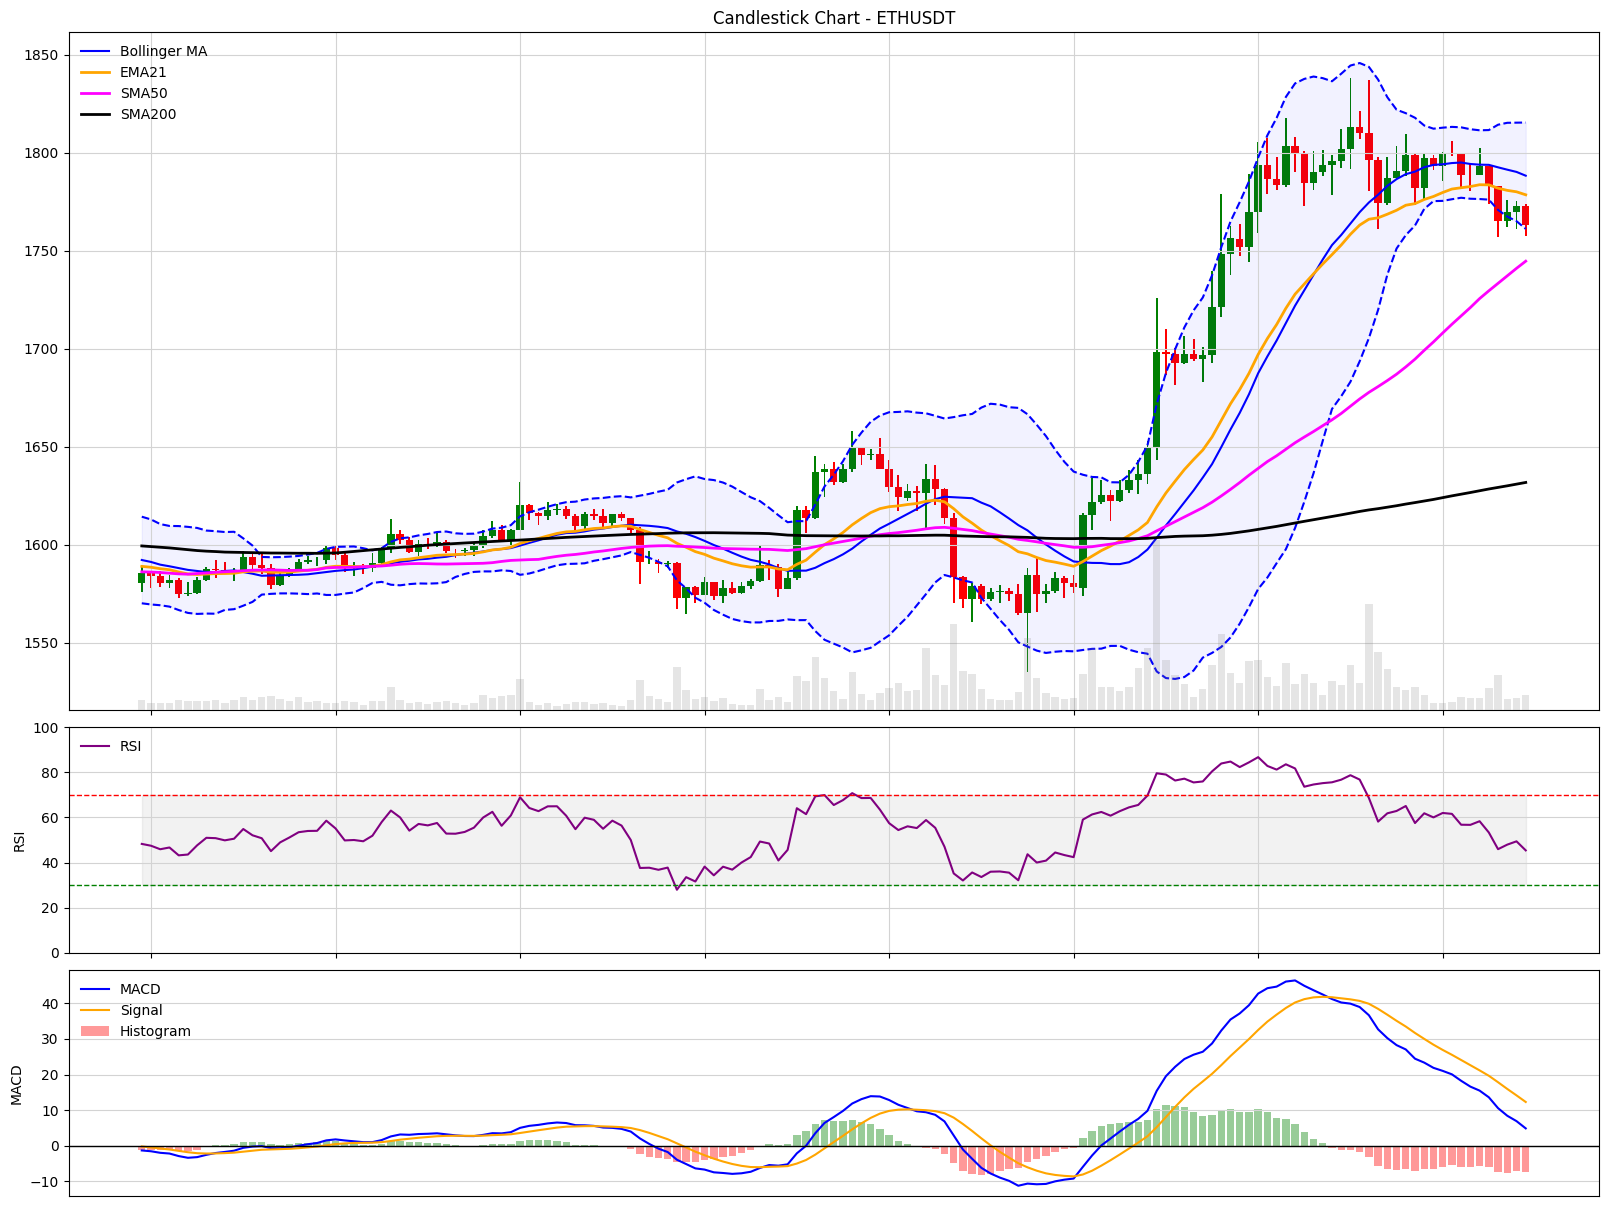 Candlestick Chart - ETHUSDT
Bollinger MA
EMA21
SMA50
SMA200
1850
1800
1750
1700
1650
1600
1550
RSI
100
80
60
40
20
0
RSI
MACD
Signal
Histogram
40
30
20
10
0
−10
MACD